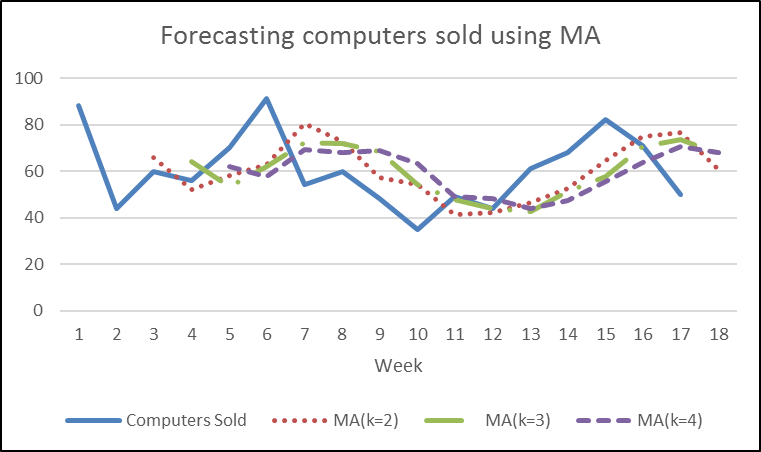 Forecasting computers sold using MA
100
80
60
40
20
0
1 2 3 4 5 6 7 8 9 10 11 12 13 14 15 16 17 18
Week
Computers Sold MA(k=2) MA(k=3) MA(k=4)